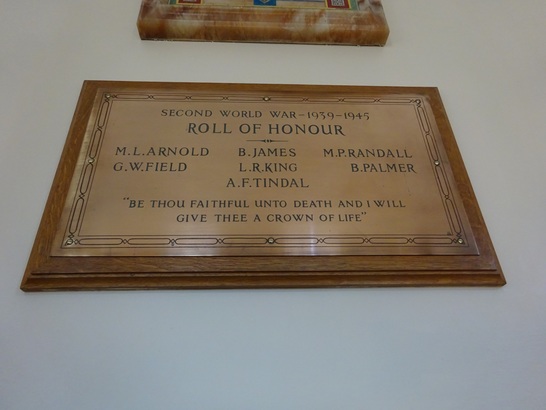 SECOND WORLD WAR-1939-1945
ROLL OF HONOUR
M.L.ARNOLD B.JAMES M.P.RANDALL
G.W.FIELD L.R.KING B.PALMER
A.F.TINDAL
"BE THOU FAITHFUL UNTO DEATH AND I WILL
GIVE THEE A CROWN OF LIFE"